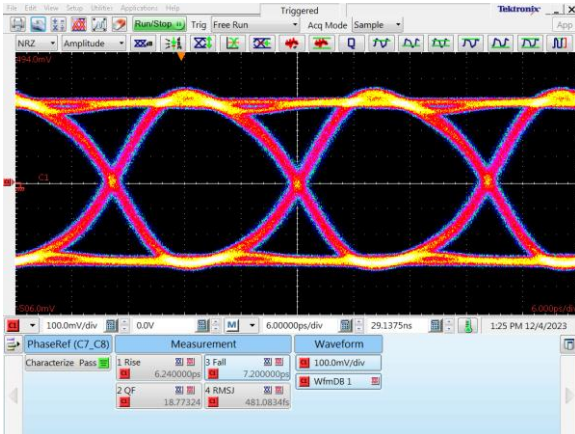 File Edit View Setup Utilities Applications Help Triggered Tektronix
Run/Stop Trig Free Run Acq Mode Sample App
NRZ Amplitude Q
494.0mV
C1
-506.0mV 6.000ps/div
100.0mV/div 0.0V M 6.00000ps/div 29.1375ns 1:25 PM 12/4/2023
PhaseRef (C7_C8) Measurement Waveform
Characterize Pass 1 Rise 3 Fall 100.0mV/div
6.240000ps 7.200000ps
WfmDB 1
2 QF 4 RMSJ
18.77324 481.0834fs